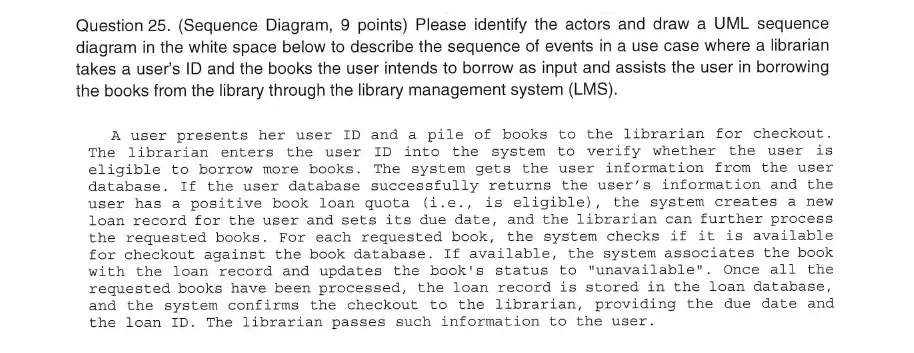 Question 25. (Sequence Diagram, 9 points) Please identify the actors and draw a UML sequence
diagram in the white space below to describe the sequence of events in a use case where a librarian
takes a user's ID and the books the user intends to borrow as input and assists the user in borrowing
the books from the library through the library management system (LMS).
A user presents her user ID and a pile of books to the librarian for checkout.
The librarian enters the user ID into the system to verify whether the user is
eligible to borrow more books. The system gets the user information from the user
database. If the user database successfully returns the user's information and the
user has a positive book loan quota (i.e., is eligible), the system creates a new
loan record for the user and sets its due date, and the librarian can further process
the requested books. For each requested book, the system checks if it is available
for checkout against the book database. If available, the system associates the book
with the loan record and updates the book's status to "unavailable". Once all the
requested books have been processed, the loan record is stored in the loan database,
and the system confirms the checkout to the librarian, providing the due date and
the loan ID. The librarian passes such information to the user.